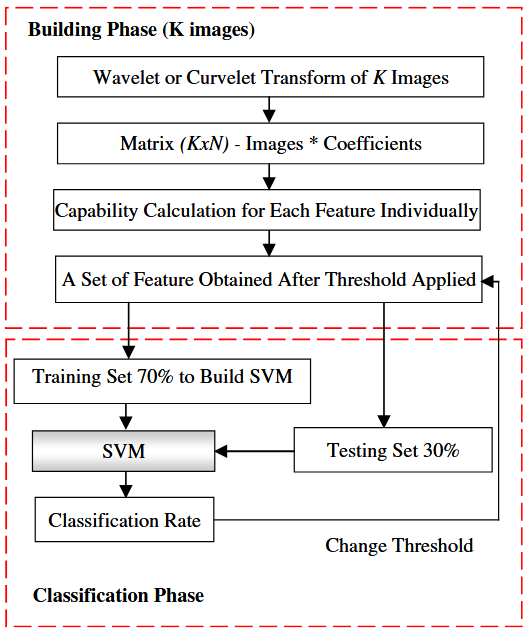 Building Phase (K images)
Wavelet or Curvelet Transform of K Images
Matrix (KxN) - Images * Coefficients
Capability Calculation for Each Feature Individually
A Set of Feature Obtained After Threshold Applied
Training Set 70% to Build SVM
SVM
Testing Set 30%
Classification Rate
Change Threshold
Classification Phase